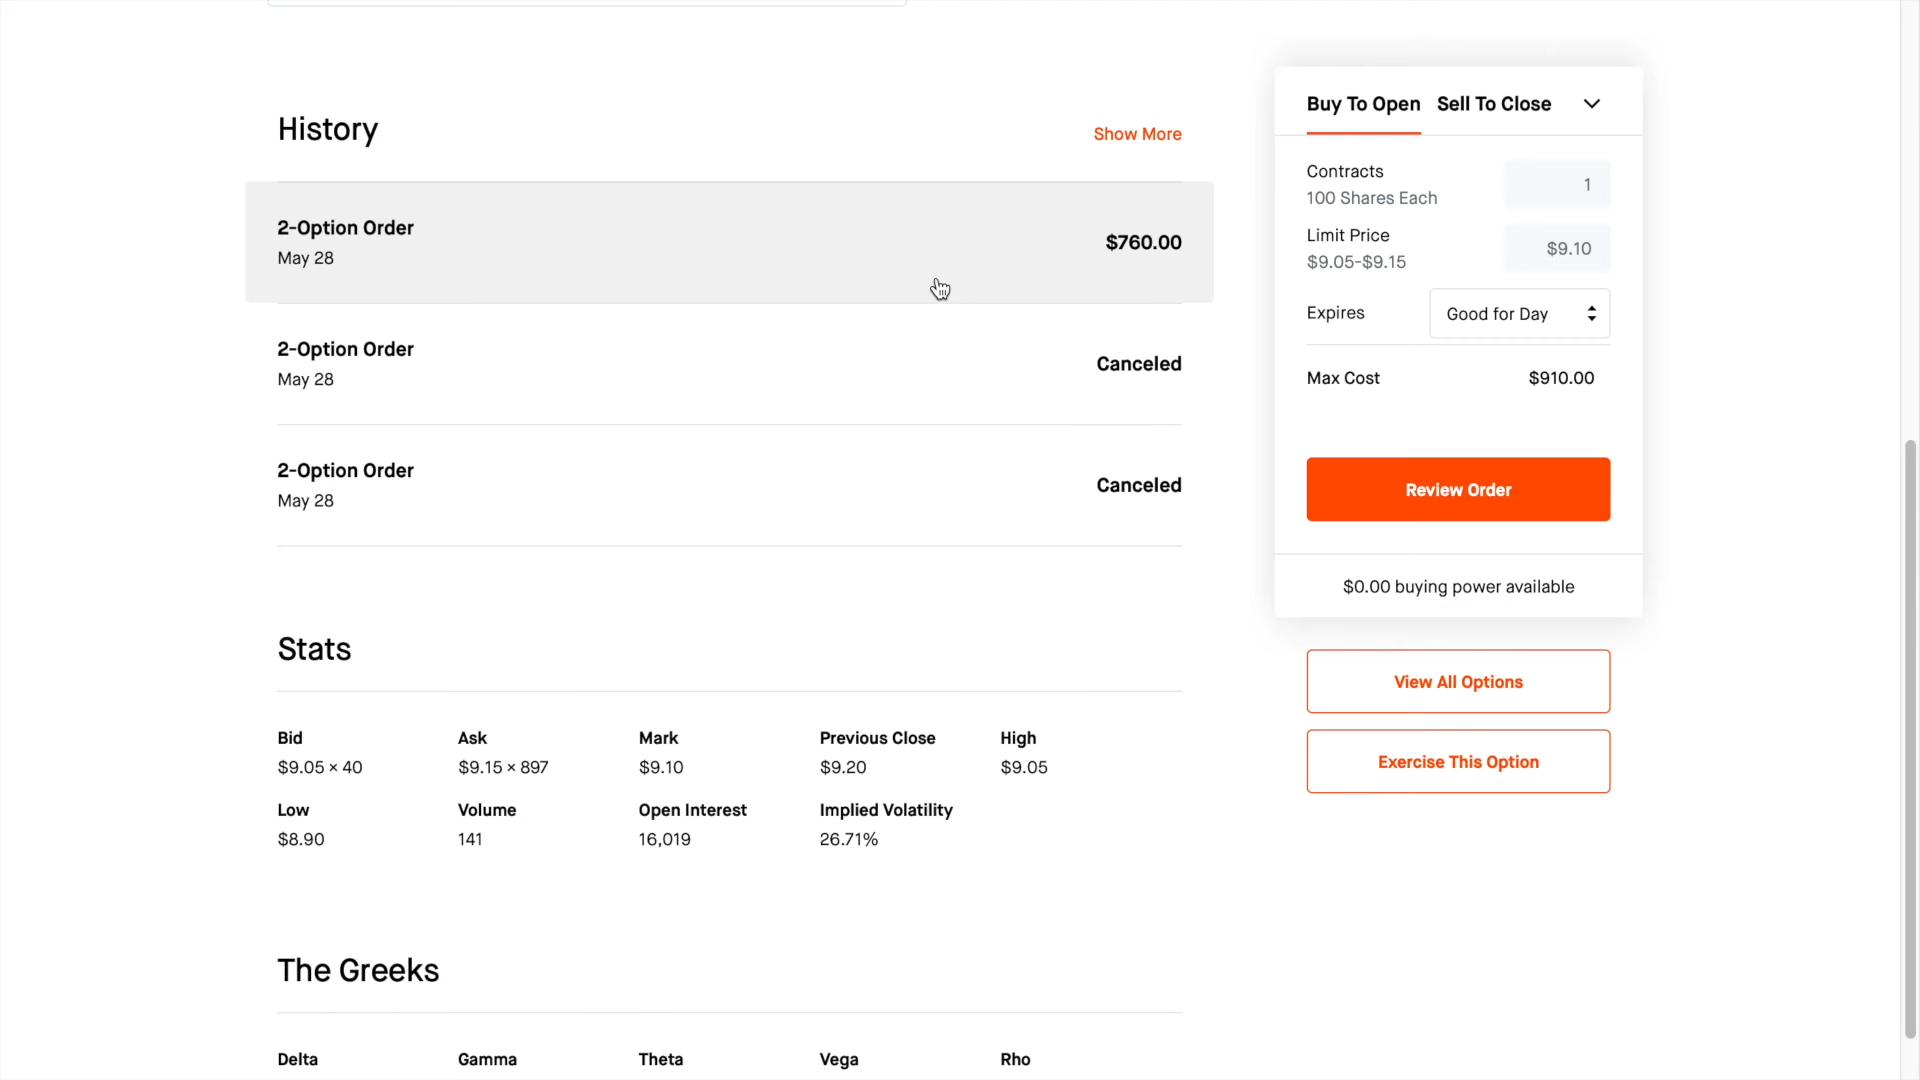 History
Show More
2-Option Order
May 28
$760.00
2-Option Order
May 28
Canceled
2-Option Order
May 28
Canceled
Stats
Bid
$9.05 × 40
Ask
$9.15 × 897
Mark
$9.10
Previous Close
$9.20
High
$9.05
Low
$8.90
Volume
141
Open Interest
16,019
Implied Volatility
26.71%
The Greeks
Delta
Gamma
Theta
Vega
Rho
Buy To Open
Sell To Close
Contracts
100 Shares Each
1
Limit Price
$9.05-$9.15
$9.10
Expires
Good for Day
Max Cost
$910.00
Review Order
$0.00 buying power available
View All Options
Exercise This Option